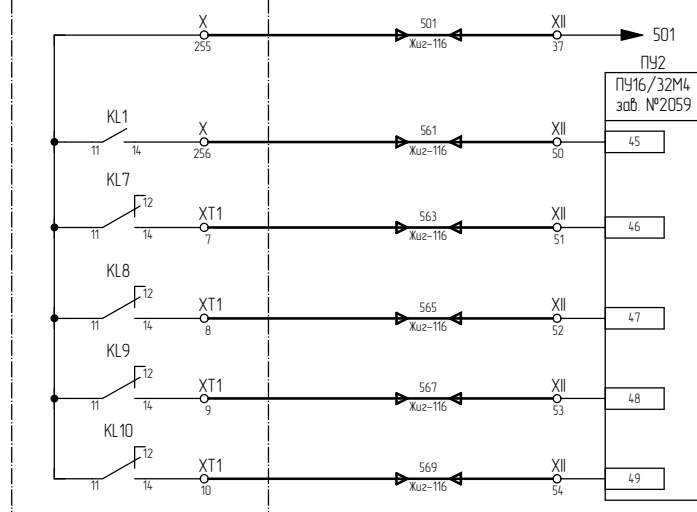 X 501 XII 501
255 Жиг-116 37
ПУ2
ПУ16/32М4
зав. №2059
KL1 X 561 XII 45
11 14 256 Жиг-116 50
KL7
12 XT1 563 XII 46
11 14 7 Жиг-116 51
KL8
12 XT1 565 XII 47
11 14 8 Жиг-116 52
KL9
12 XT1 567 XII 48
11 14 9 Жиг-116 53
KL10
12 XT1 569 XII 49
11 14 10 Жиг-116 54